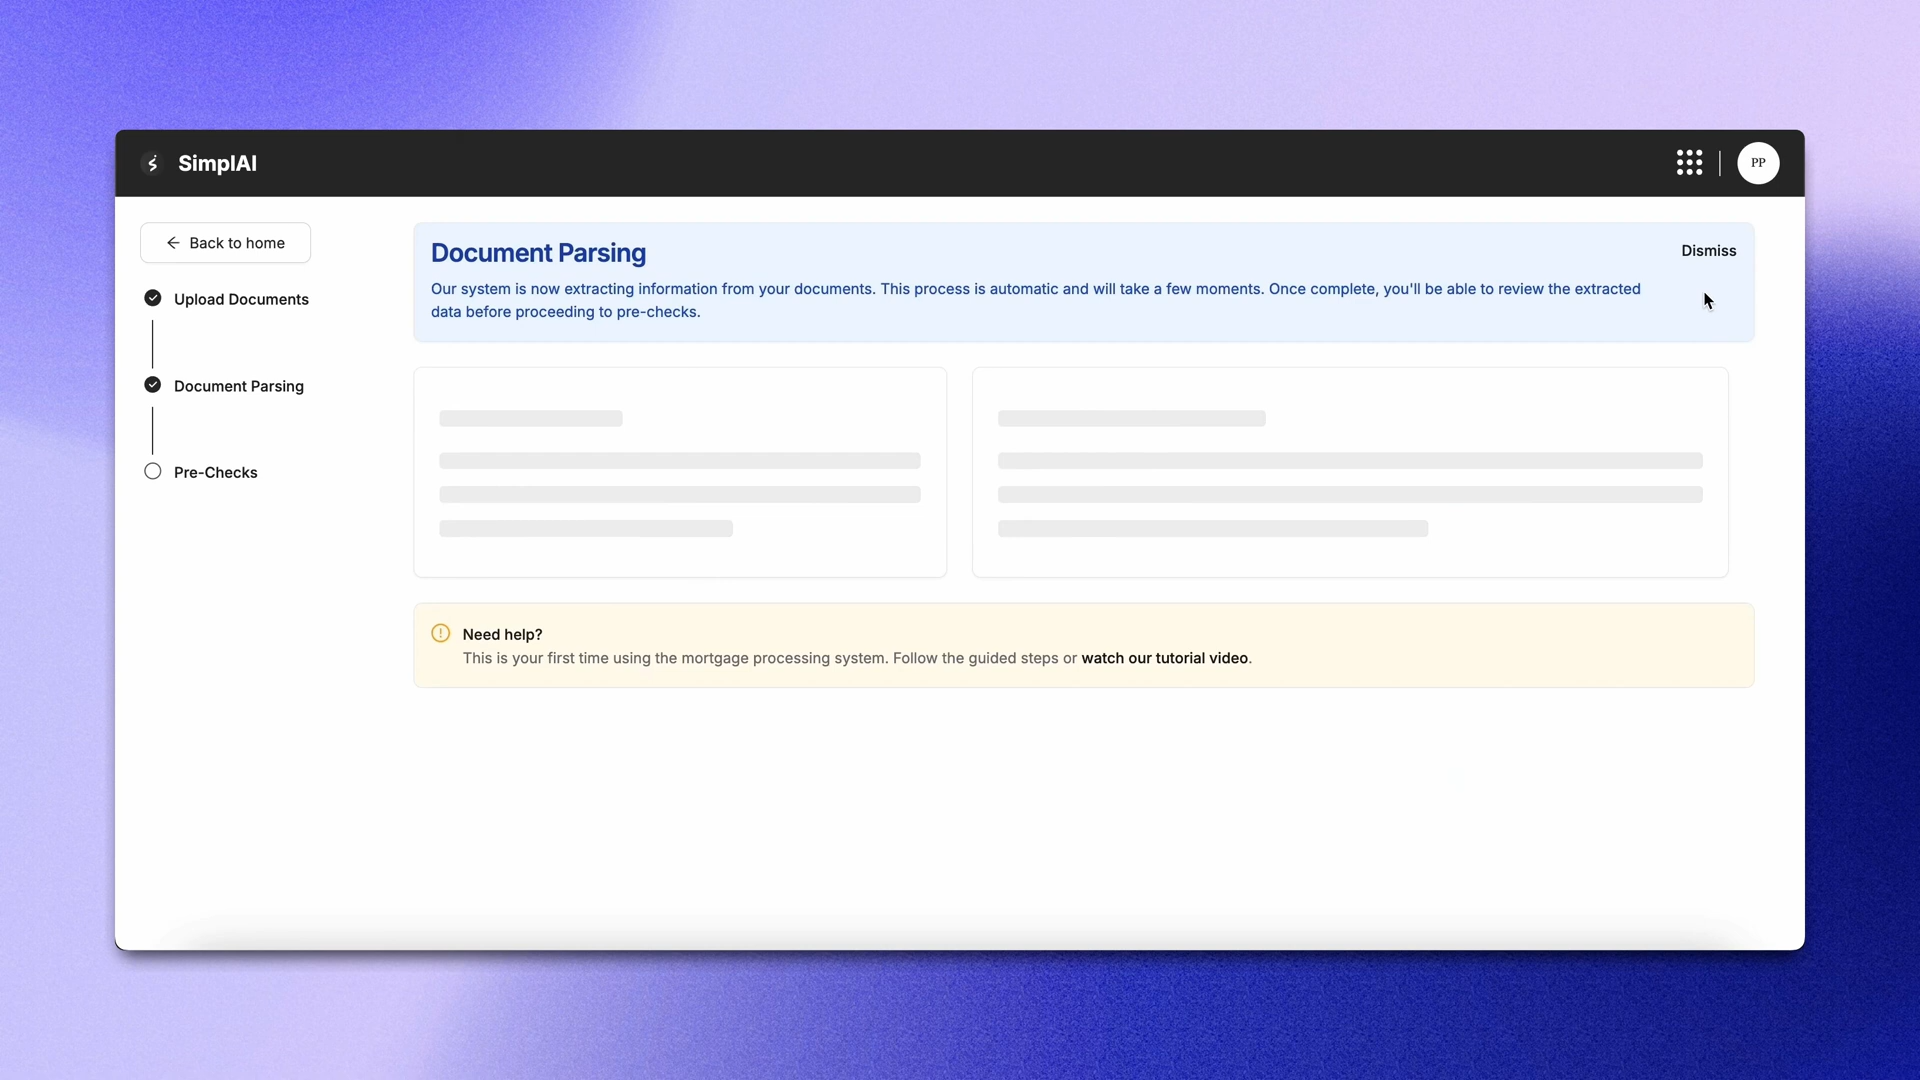 SimplAI
PP
Back to home
Upload Documents
Document Parsing
Pre-Checks
Document Parsing
Dismiss
Our system is now extracting information from your documents. This process is automatic and will take a few moments. Once complete, you'll be able to review the extracted
data before proceeding to pre-checks.
Need help?
This is your first time using the mortgage processing system. Follow the guided steps or watch our tutorial video.